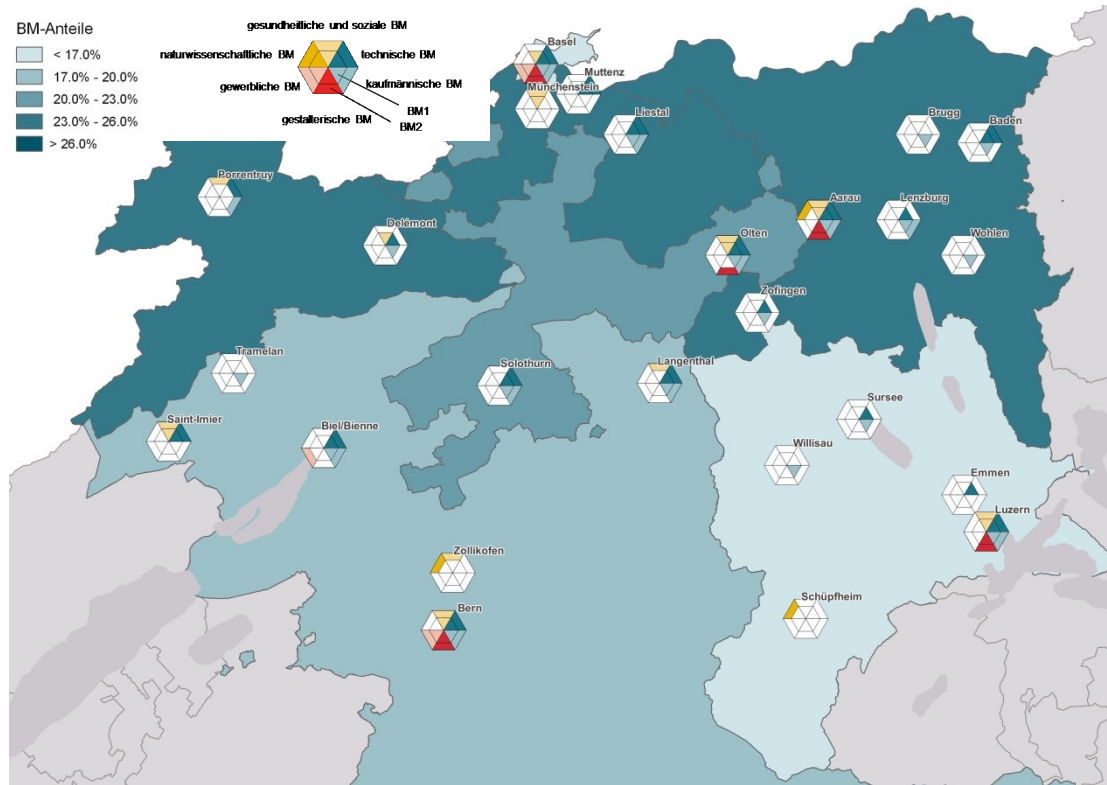 BM-Anteile
< 17.0%
17.0% - 20.0%
20.0% - 23.0%
23.0% - 26.0%
> 26.0%
gesundheitliche und soziale BM
naturwissenschaftliche BM
technische BM
gewerbliche BM
kaufmännische BM
gestalterische BM
BM1
BM2
Basel
Muttenz
Münchenstein
Liestal
Brugg
Baden
Porrentruy
Delémont
Aarau
Lenzburg
Olten
Wohlen
Zofingen
Tramelan
Solothurn
Langenthal
Saint-Imier
Biel/Bienne
Sursee
Willisau
Emmen
Luzern
Zollikofen
Schüpfheim
Bern